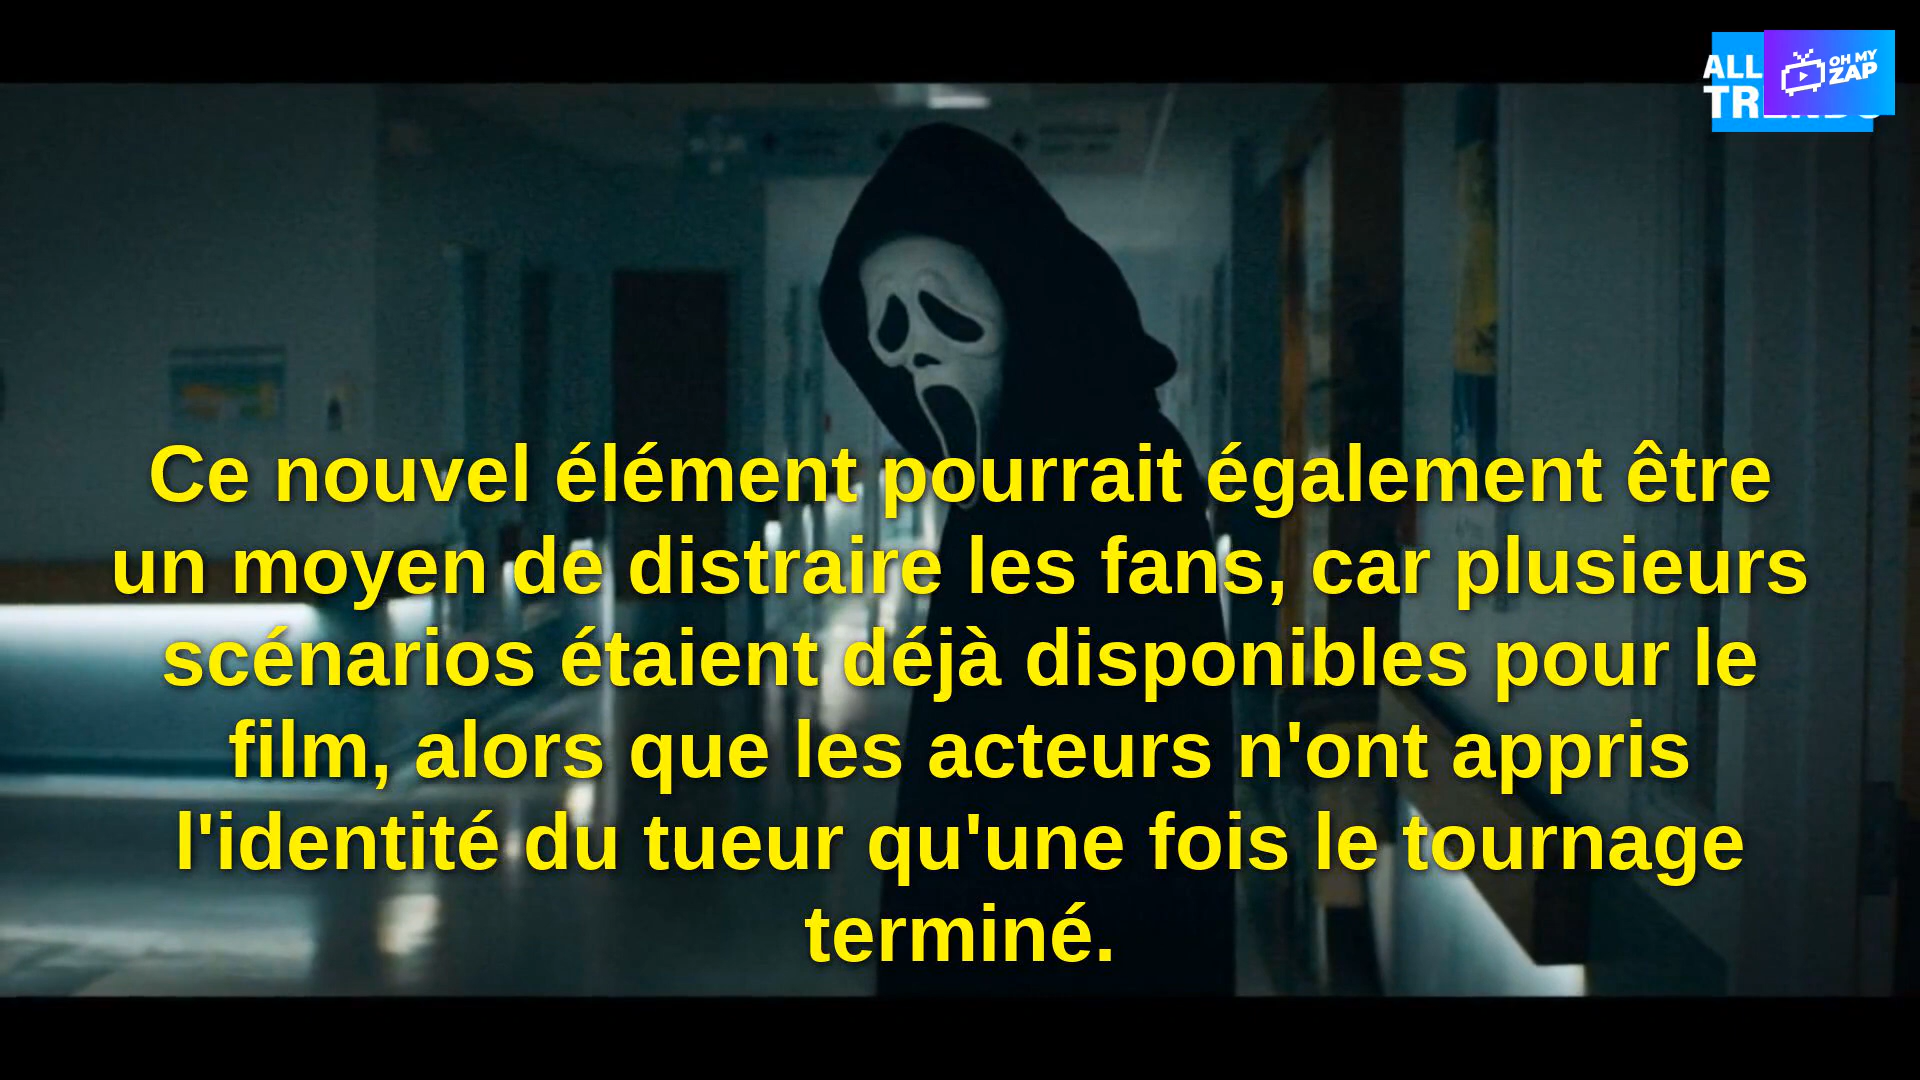 ALL
TRENDS
OH MY
ZAP
Ce nouvel élément pourrait également être
un moyen de distraire les fans, car plusieurs
scénarios étaient déjà disponibles pour le
film, alors que les acteurs n'ont appris
l'identité du tueur qu'une fois le tournage
terminé.